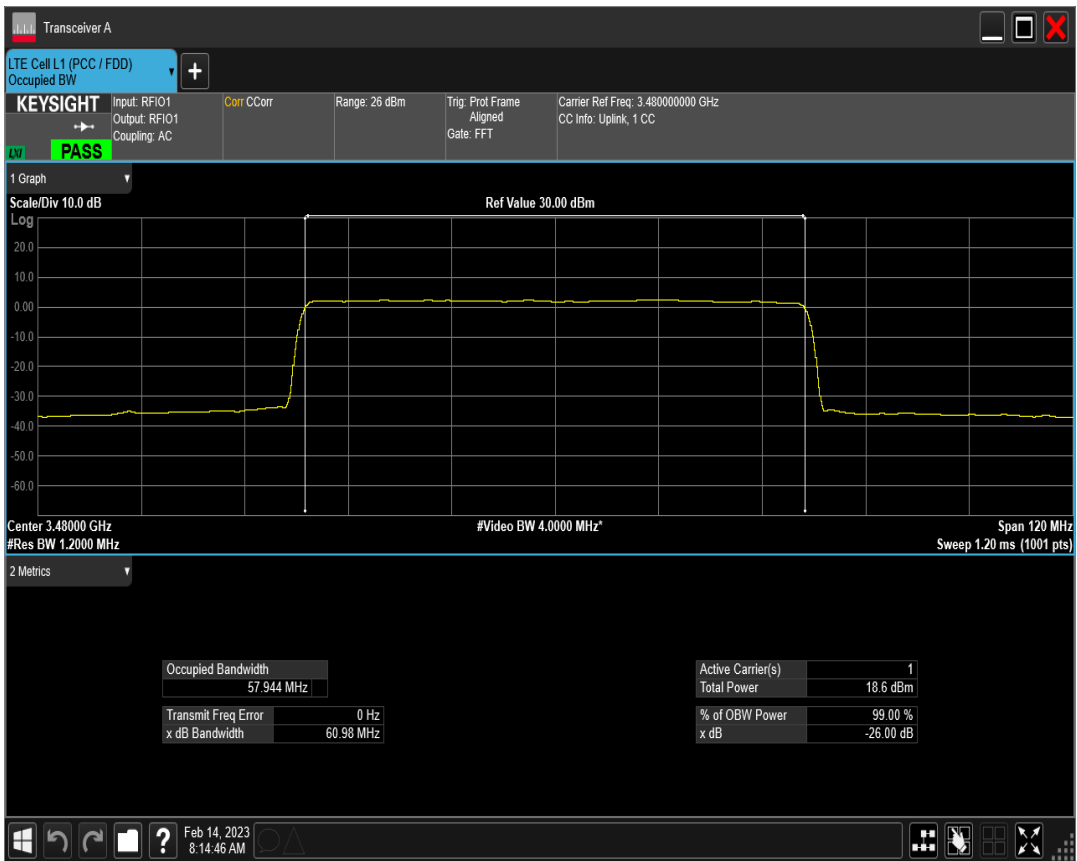 Transceiver A
LTE Cell L1 (PCC / FDD)
Occupied BW
+
KEYSIGHT
LXI
PASS
Input: RFIO1
Output: RFIO1
Coupling: AC
Corr CCorr
Range: 26 dBm
Trig: Prot Frame
Aligned
Gate: FFT
Carrier Ref Freq: 3.480000000 GHz
CC Info: Uplink, 1 CC
1 Graph
Scale/Div 10.0 dB
Ref Value 30.00 dBm
Log
20.0
10.0
0.00
-10.0
-20.0
-30.0
-40.0
-50.0
-60.0
Center 3.48000 GHz
#Video BW 4.0000 MHz*
Span 120 MHz
#Res BW 1.2000 MHz
Sweep 1.20 ms (1001 pts)
2 Metrics
Occupied Bandwidth
57.944 MHz
Transmit Freq Error 0 Hz
x dB Bandwidth 60.98 MHz
Active Carrier(s) 1
Total Power 18.6 dBm
% of OBW Power 99.00 %
x dB -26.00 dB
?
Feb 14, 2023
8:14:46 AM